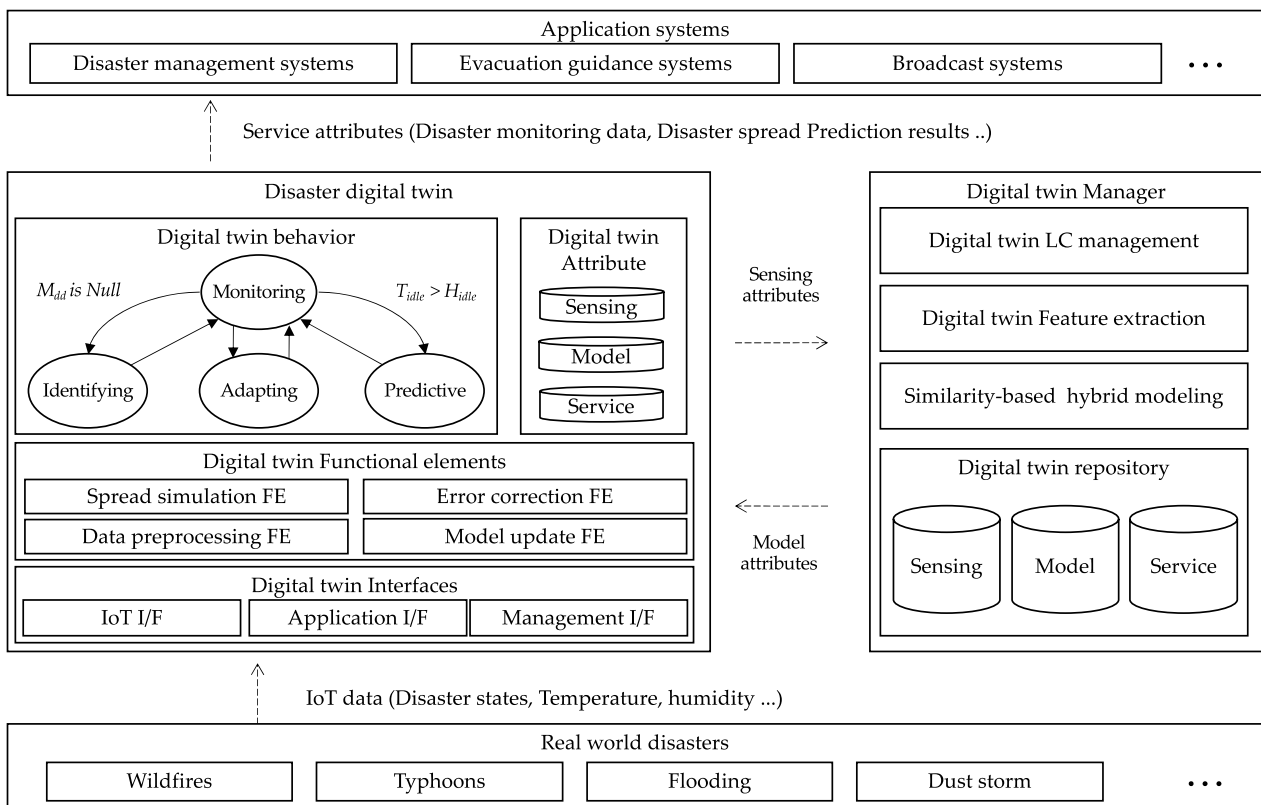 Application systems
Disaster management systems
Evacuation guidance systems
Broadcast systems
...
Service attributes (Disaster monitoring data, Disaster spread Prediction results ..)
Disaster digital twin
Digital twin behavior
M_dd is Null
Monitoring
T_idle > H_idle
Identifying
Adapting
Predictive
Digital twin
Attribute
Sensing
Model
Service
Digital twin Functional elements
Spread simulation FE
Error correction FE
Data preprocessing FE
Model update FE
Digital twin Interfaces
IoT I/F
Application I/F
Management I/F
Sensing
attributes
Model
attributes
Digital twin Manager
Digital twin LC management
Digital twin Feature extraction
Similarity-based hybrid modeling
Digital twin repository
Sensing
Model
Service
IoT data (Disaster states, Temperature, humidity ...)
Real world disasters
Wildfires
Typhoons
Flooding
Dust storm
...